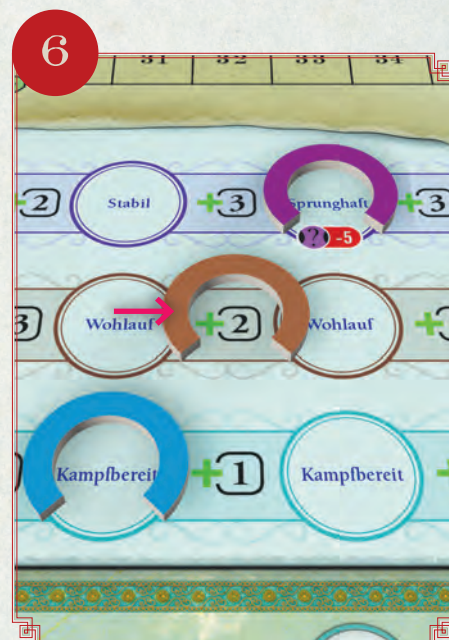 6
31 32 33 34
+2 Stabil +3 Sprunghaft +3
? -5
3 Wohlauf +2 Wohlauf +
Kampfbereit +1 Kampfbereit +